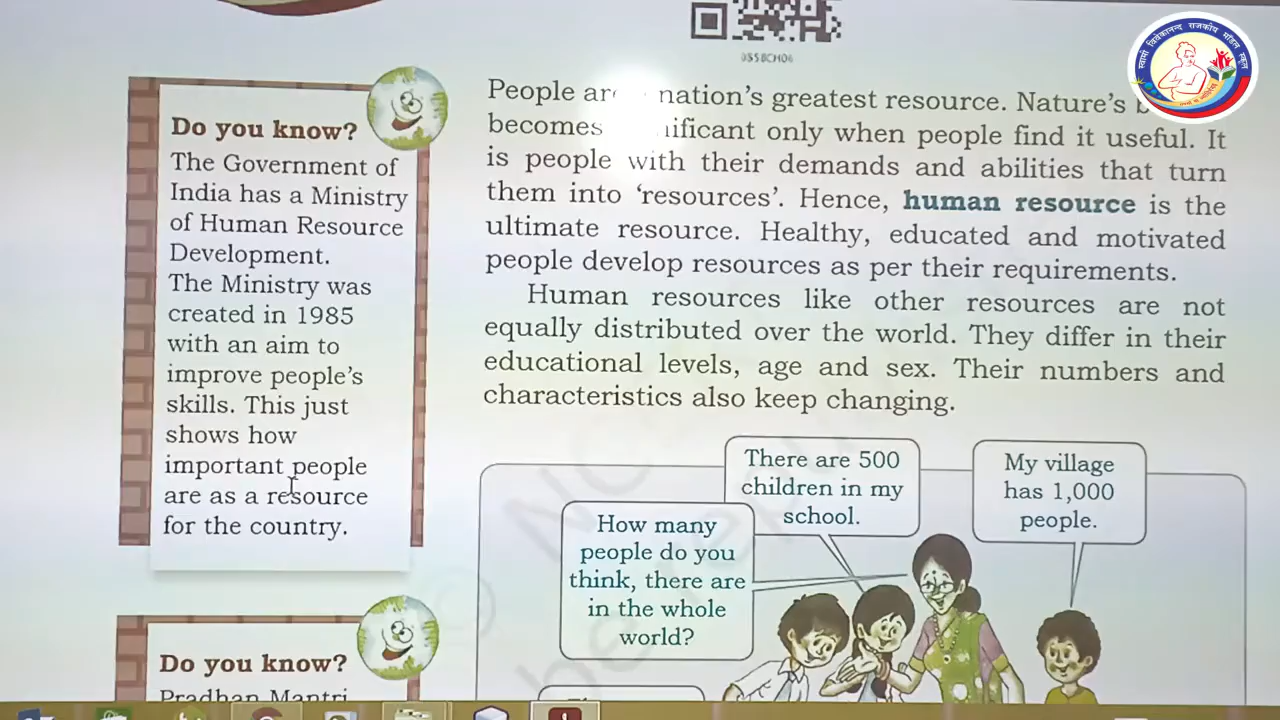 0858CH06
स्वामी विवेकानन्द राजकीय मॉडल स्कूल
Do you know?
The Government of
India has a Ministry
of Human Resource
Development.
The Ministry was
created in 1985
with an aim to
improve people's
skills. This just
shows how
important people
are as a resource
for the country.
Do you know?
Pradhan Mantri
People are nation's greatest resource. Nature's
becomes only when people find it useful. It
is people with their demands and abilities that turn
them into 'resources'. Hence, human resource is the
ultimate resource. Healthy, educated and motivated
people develop resources as per their requirements.
Human resources like other resources are not
equally distributed over the world. They differ in their
educational levels, age and sex. Their numbers and
characteristics also keep changing.
There are 500
children in my
school.
My village
has 1,000
people.
How many
people do you
think, there are
in the whole
world?